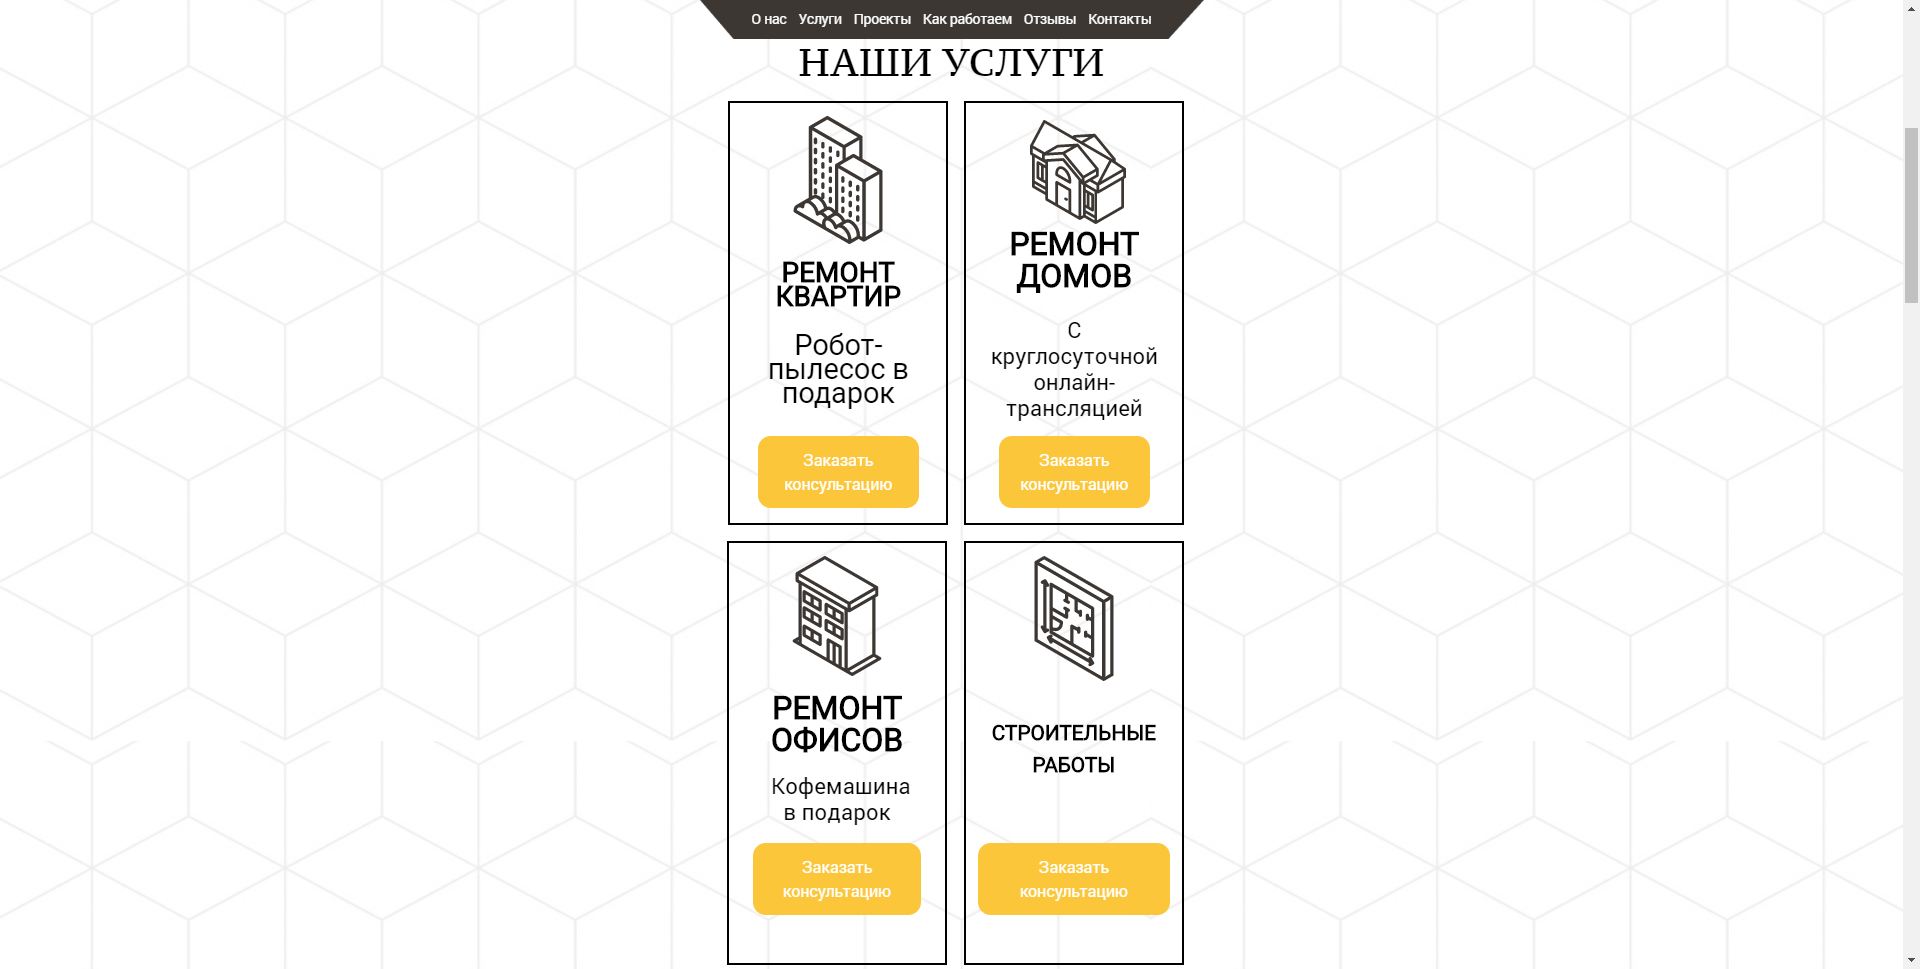 О нас Услуги Проекты Как работаем Отзывы Контакты
НАШИ УСЛУГИ
РЕМОНТ
КВАРТИР
Робот-
пылесос в
подарок
Заказать
консультацию
РЕМОНТ
ДОМОВ
С
круглосуточной
онлайн-
трансляцией
Заказать
консультацию
РЕМОНТ
ОФИСОВ
Кофемашина
в подарок
Заказать
консультацию
СТРОИТЕЛЬНЫЕ
РАБОТЫ
Заказать
консультацию